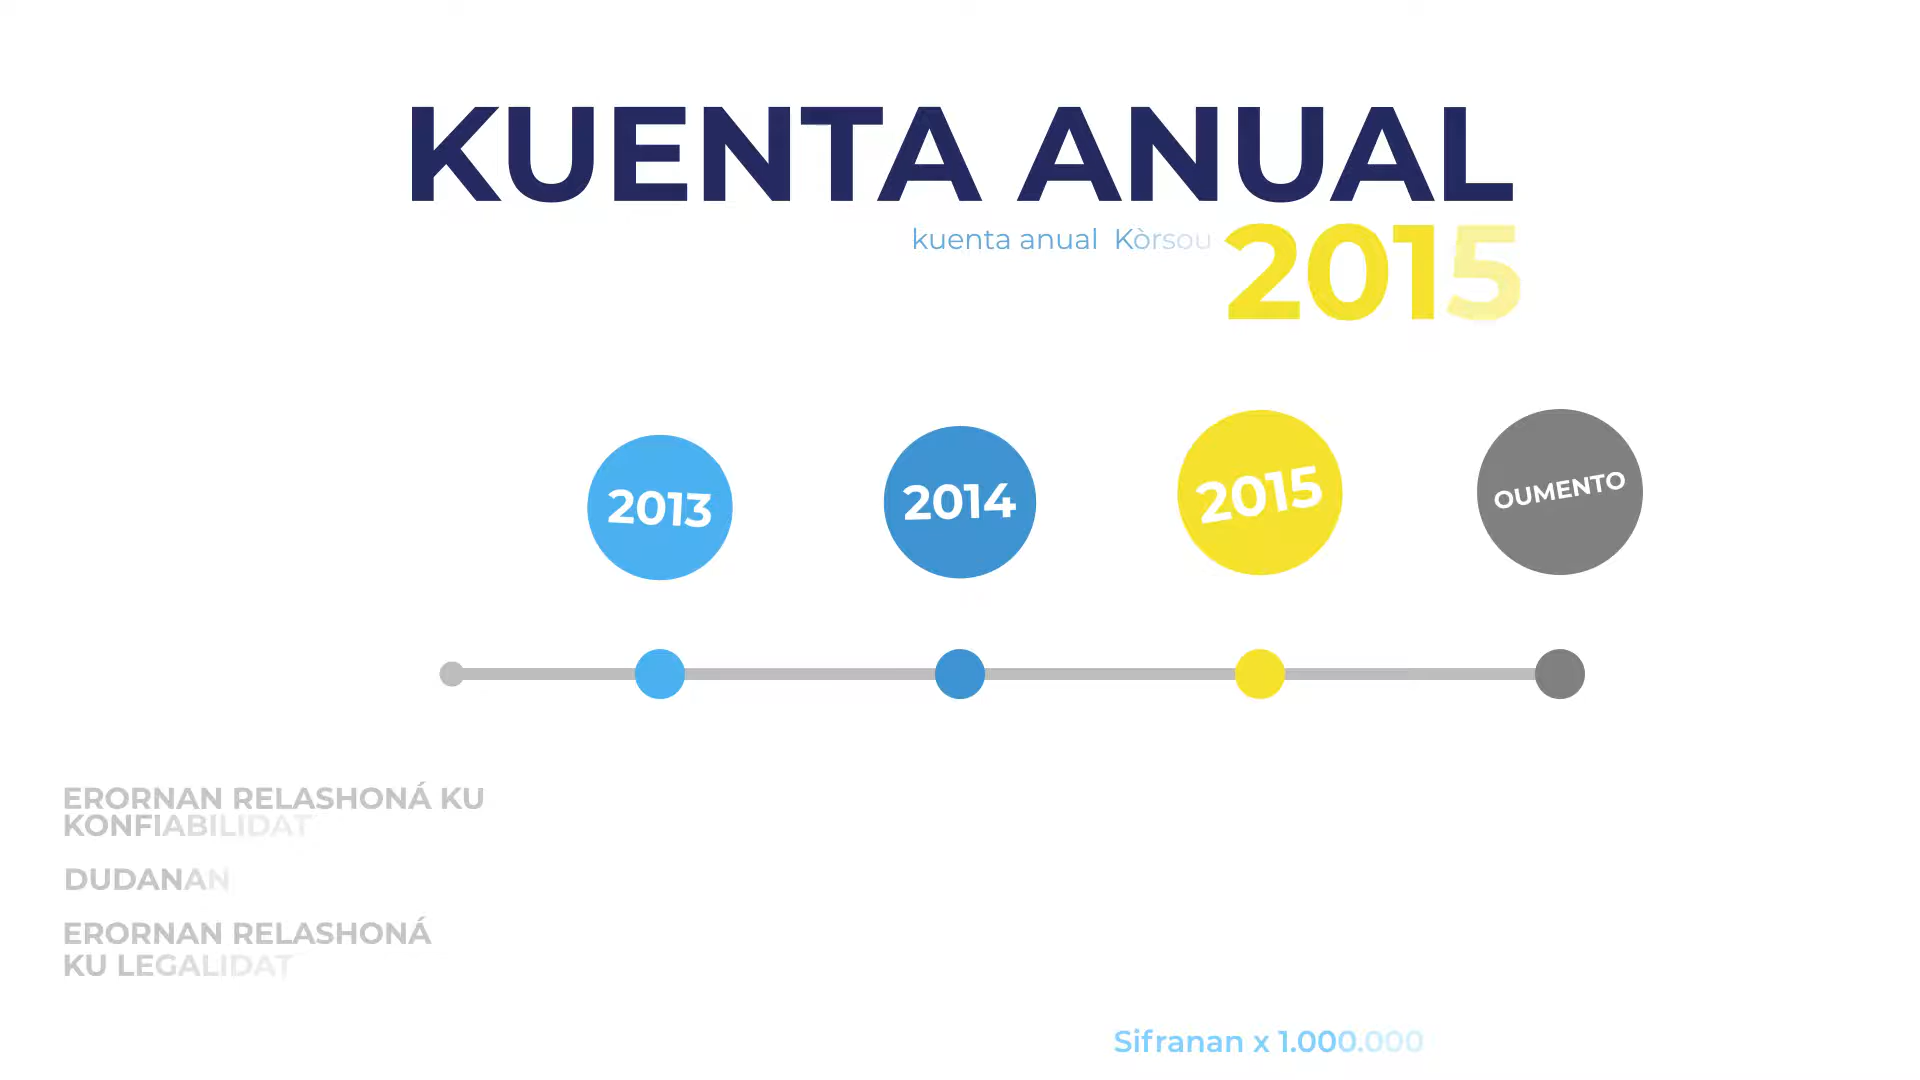 KUENTA ANUAL
kuenta anual Kòrsou 2015
2013 2014 2015 OUMENTO
ERORNAN RELASHONÁ KU
KONFIABILIDAT
DUDANAN
ERORNAN RELASHONÁ
KU LEGALIDAT
Sifranan x 1.000.000